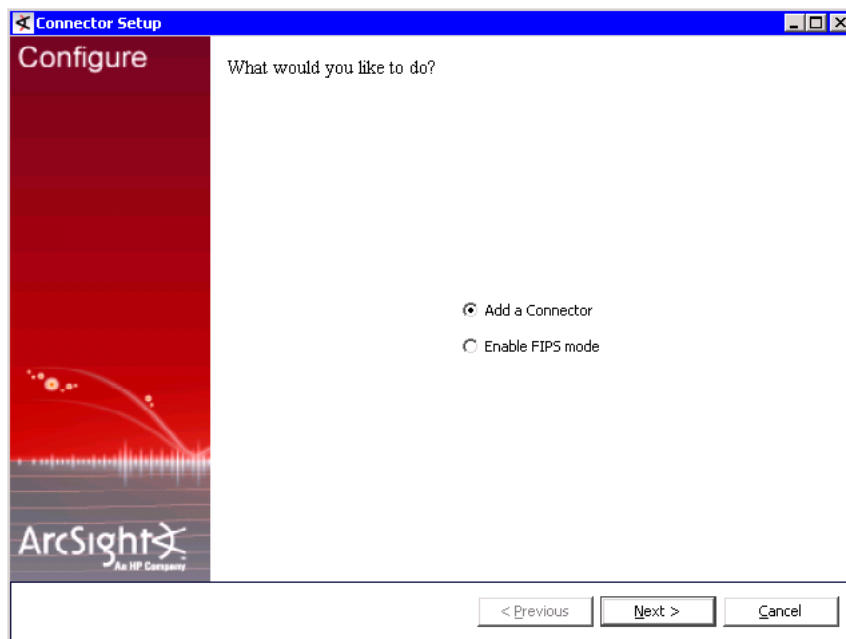 Connector Setup
Configure
What would you like to do?
Add a Connector
Enable FIPS mode
ArcSight
An HP Company
< Previous
Next >
Cancel